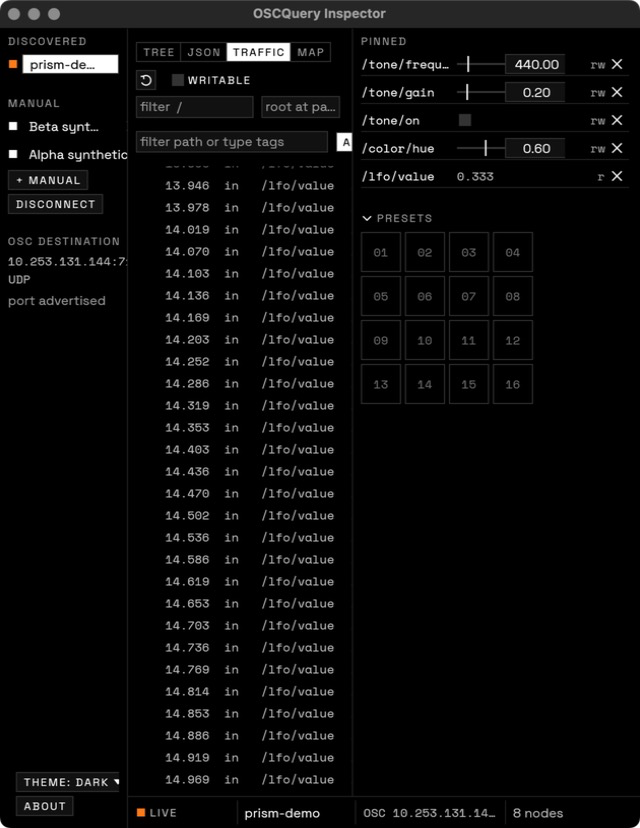 OSCQuery Inspector
DISCOVERED
prism-de…
MANUAL
Beta synt…
Alpha synthetic
+ MANUAL
DISCONNECT
OSC DESTINATION
10.253.131.144:7
UDP
port advertised
THEME: DARK
ABOUT
TREE JSON TRAFFIC MAP
WRITABLE
filter / root at pa…
filter path or type tags A
13.946 in /lfo/value
13.978 in /lfo/value
14.019 in /lfo/value
14.070 in /lfo/value
14.103 in /lfo/value
14.136 in /lfo/value
14.169 in /lfo/value
14.203 in /lfo/value
14.252 in /lfo/value
14.286 in /lfo/value
14.319 in /lfo/value
14.353 in /lfo/value
14.403 in /lfo/value
14.436 in /lfo/value
14.470 in /lfo/value
14.502 in /lfo/value
14.536 in /lfo/value
14.586 in /lfo/value
14.619 in /lfo/value
14.653 in /lfo/value
14.703 in /lfo/value
14.736 in /lfo/value
14.769 in /lfo/value
14.814 in /lfo/value
14.853 in /lfo/value
14.886 in /lfo/value
14.919 in /lfo/value
14.969 in /lfo/value
PINNED
/tone/frequ… 440.00 rw
/tone/gain 0.20 rw
/tone/on rw
/color/hue 0.60 rw
/lfo/value 0.333 r
PRESETS
01 02 03 04
05 06 07 08
09 10 11 12
13 14 15 16
LIVE prism-demo OSC 10.253.131.14… 8 nodes